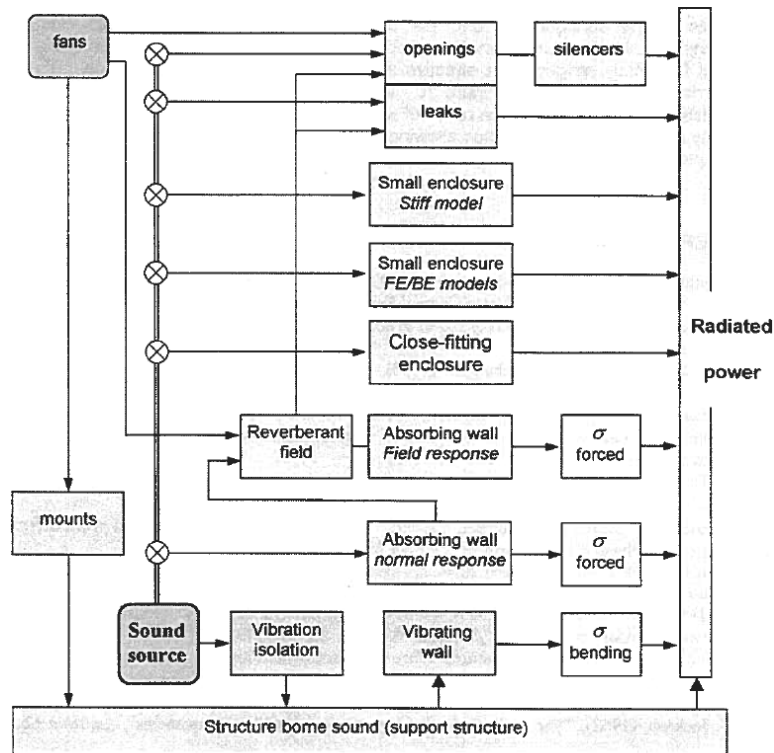 fans
openings
silencers
leaks
Small enclosure
Stiff model
Small enclosure
FE/BE models
Close-fitting
enclosure
Radiated
power
Reverberant
field
Absorbing wall
Field response
σ
forced
mounts
Absorbing wall
normal response
σ
forced
Sound
source
Vibration
isolation
Vibrating
wall
σ
bending
Structure borne sound (support structure)